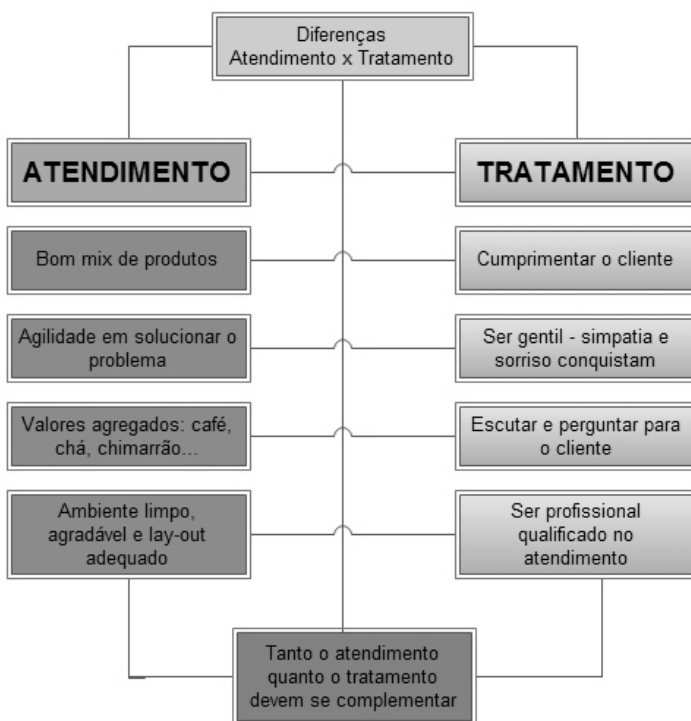 Diferenças
Atendimento x Tratamento
ATENDIMENTO
TRATAMENTO
Bom mix de produtos
Cumprimentar o cliente
Agilidade em solucionar o
problema
Ser gentil - simpatia e
sorriso conquistam
Valores agregados: café,
chá, chimarrão...
Escutar e perguntar para
o cliente
Ambiente limpo,
agradável e lay-out
adequado
Ser profissional
qualificado no
atendimento
Tanto o atendimento
quanto o tratamento
devem se complementar